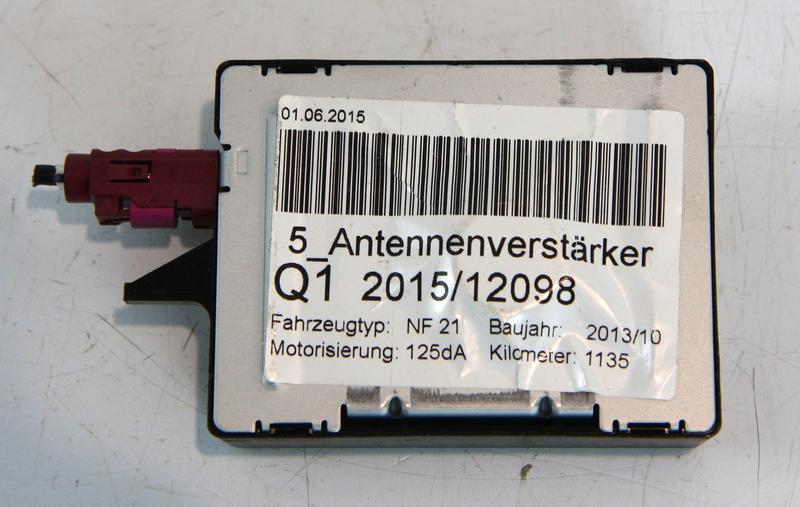 01.06.2015
5_Antennenverstärker
Q1 2015/12098
Fahrzeugtyp: NF 21 Baujahr: 2013/10
Motorisierung: 125dA Kilometer: 1135